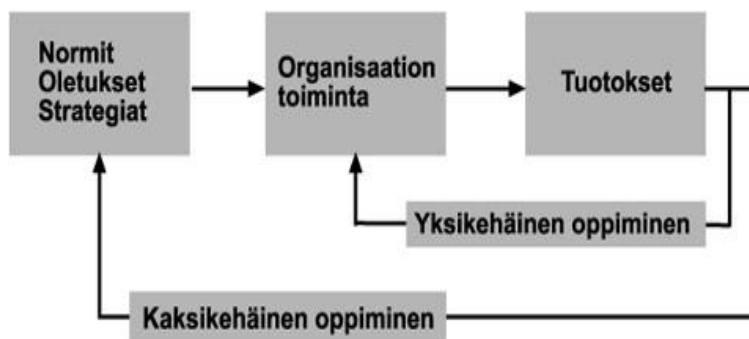 Normit
Oletukset
Strategiat
Organisaation
toiminta
Tuotokset
Yksikehäinen oppiminen
Kaksikehäinen oppiminen